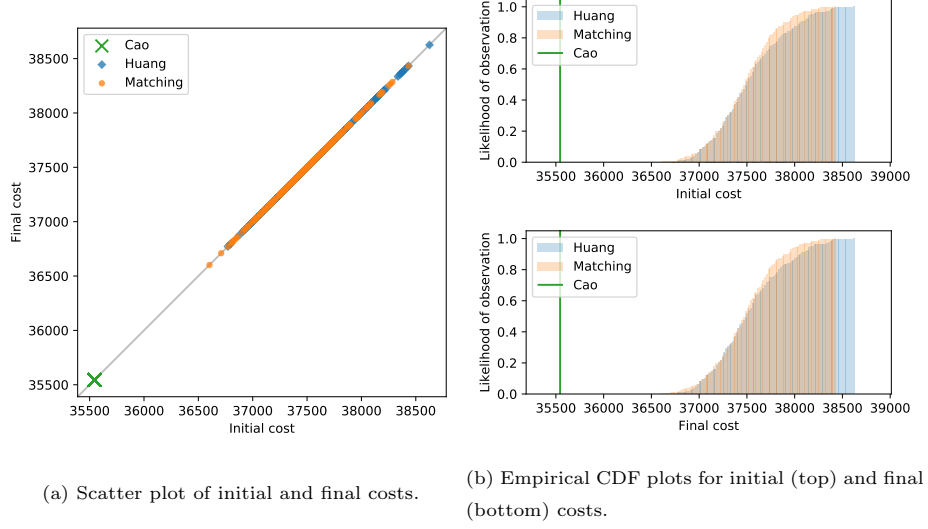 Final cost
38500
38000
37500
37000
36500
36000
35500
Cao
Huang
Matching
35500 36000 36500 37000 37500 38000 38500
Initial cost
(a) Scatter plot of initial and final costs.
Likelihood of observation
1.0
0.8
0.6
0.4
0.2
0.0
Huang
Matching
Cao
35500 36000 36500 37000 37500 38000 38500 39000
Initial cost
Likelihood of observation
1.0
0.8
0.6
0.4
0.2
0.0
Huang
Matching
Cao
35500 36000 36500 37000 37500 38000 38500 39000
Final cost
(b) Empirical CDF plots for initial (top) and final
(bottom) costs.